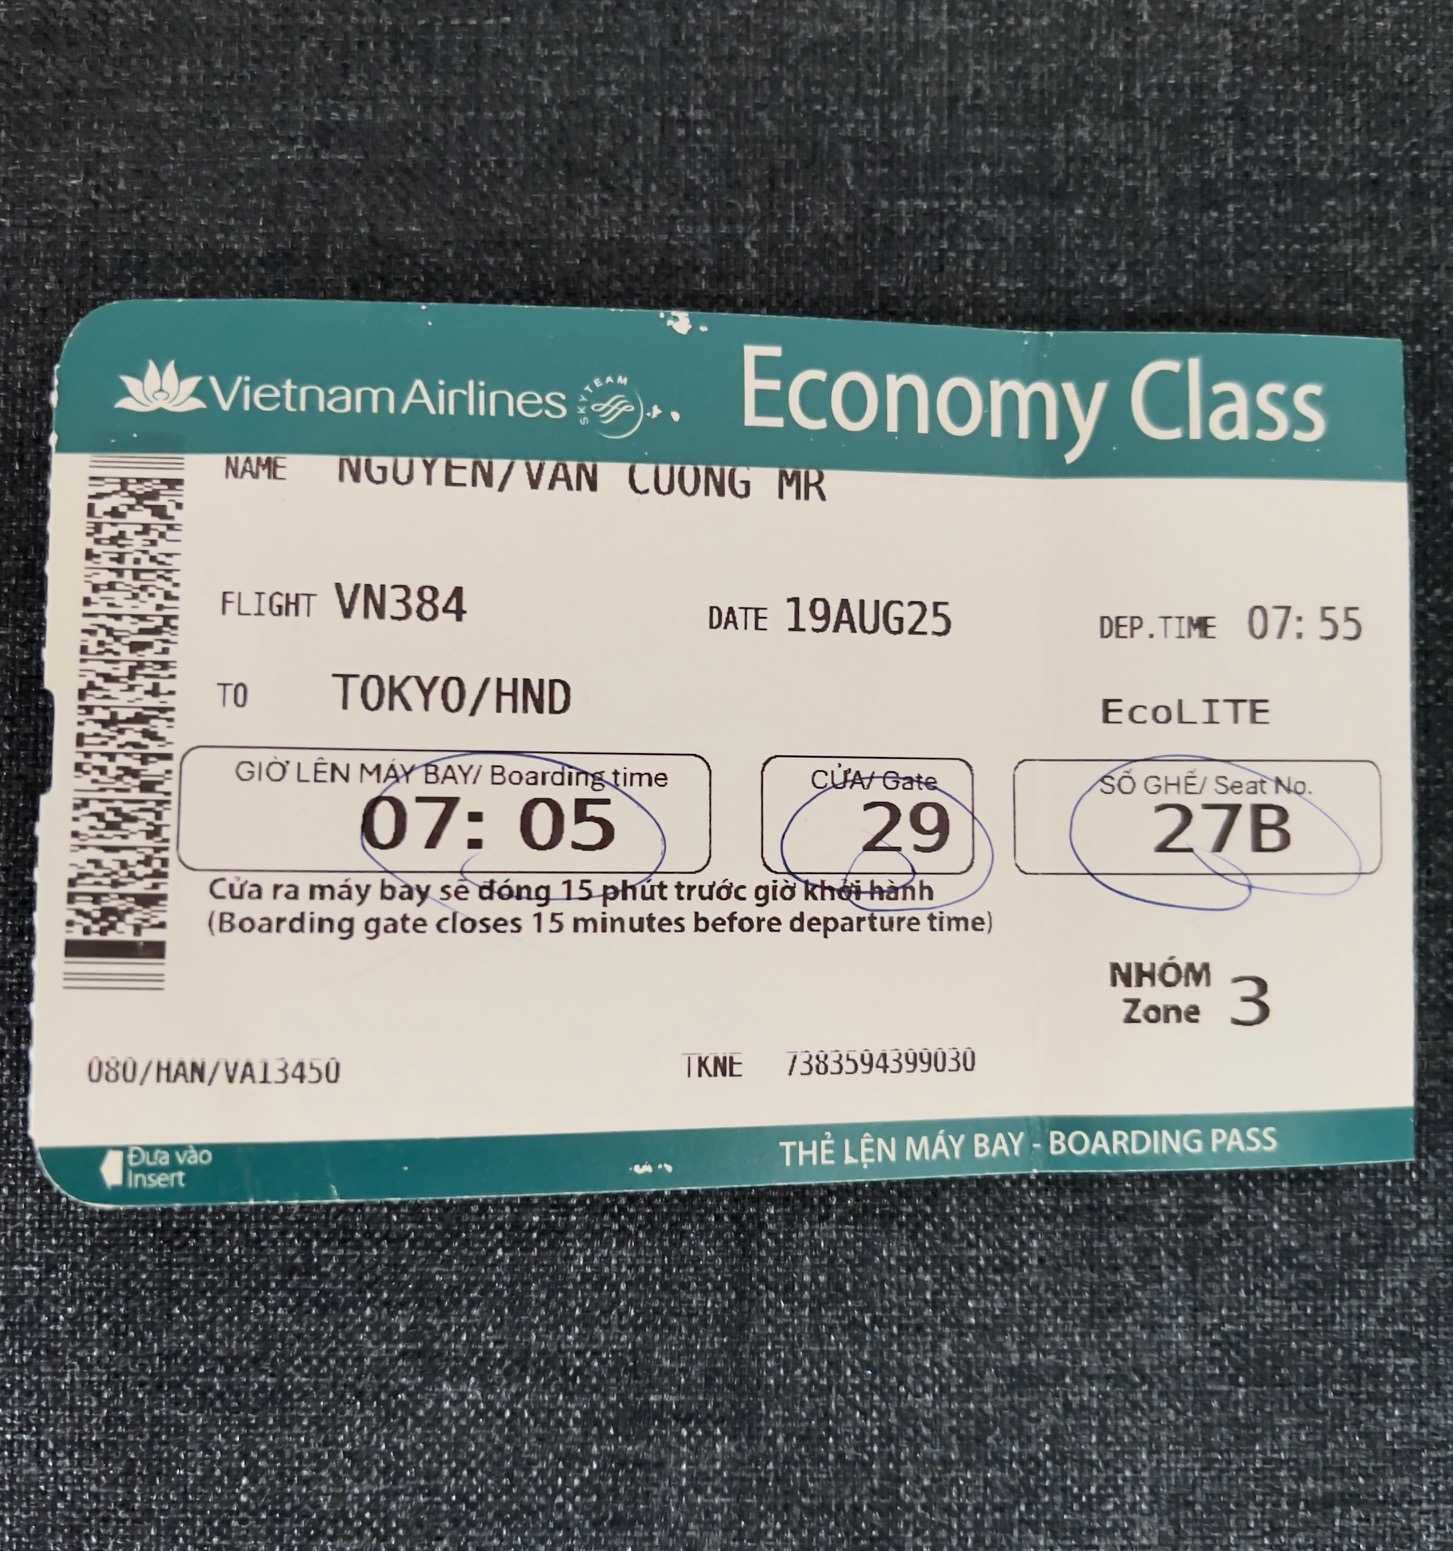 Vietnam Airlines SKYTEAM Economy Class
NAME NGUYEN/VAN CUONG MR
FLIGHT VN384 DATE 19AUG25 DEP.TIME 07: 55
TO TOKYO/HND EcoLITE
GIỜ LÊN MÁY BAY/ Boarding time CỬA/ Gate SỐ GHẾ/ Seat No.
07: 05 29 27B
Cửa ra máy bay sẽ đóng 15 phút trước giờ khởi hành
(Boarding gate closes 15 minutes before departure time)
NHÓM
Zone 3
080/HAN/VA13450 TKNE 7383594399030
Đưa vào
Insert
THẺ LÊN MÁY BAY - BOARDING PASS